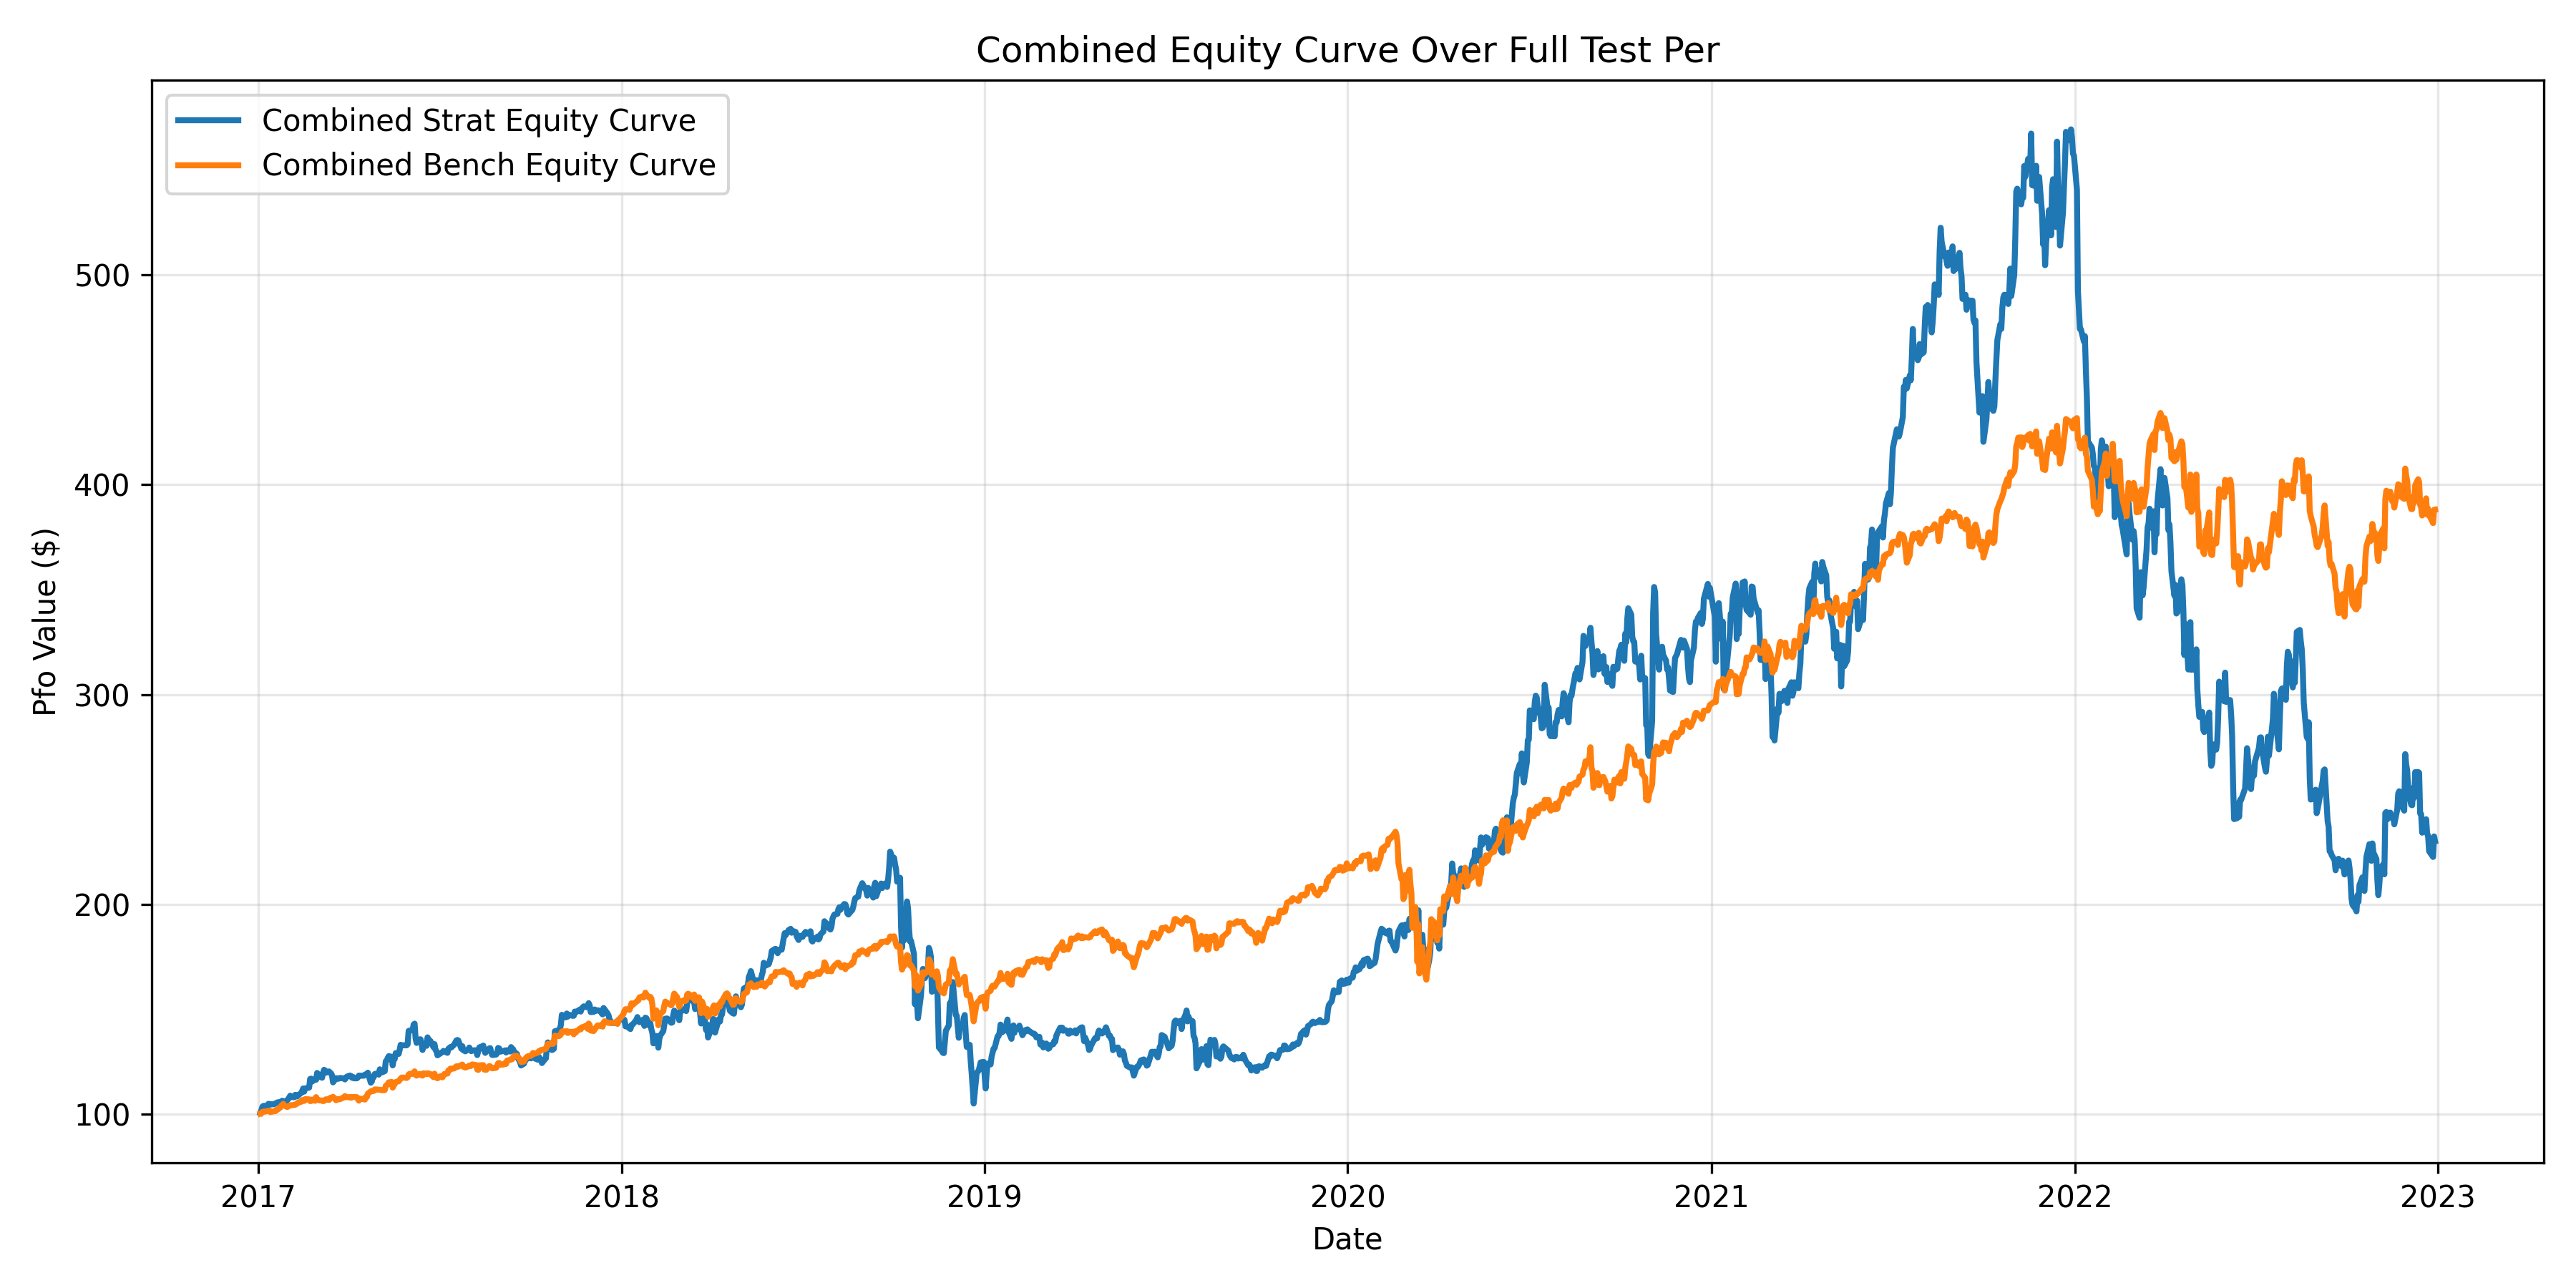 Combined Equity Curve Over Full Test Per
Combined Strat Equity Curve
Combined Bench Equity Curve
Pfo Value ($)
500
400
300
200
100
2017 2018 2019 2020 2021 2022 2023
Date